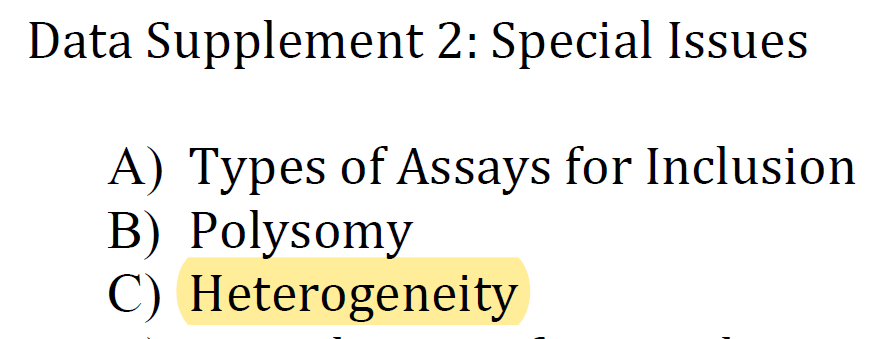 Data Supplement 2: Special Issues
A) Types of Assays for Inclusion
B) Polysomy
C) Heterogeneity